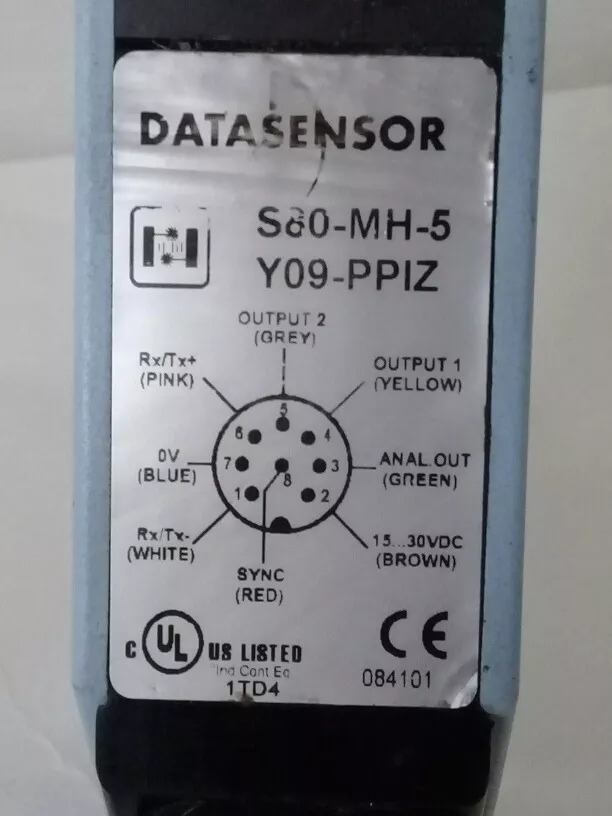 DATASENSOR
S80-MH-5
Y09-PPIZ
OUTPUT 2
(GREY)
Rx/Tx+
(PINK)
OUTPUT 1
(YELLOW)
5
6
4
0V
(BLUE)
7
8
3
ANAL.OUT
(GREEN)
1
2
Rx/Tx-
(WHITE)
15...30VDC
(BROWN)
SYNC
(RED)
C UL US LISTED
Ind Cont Eq
1TD4
CE
084101